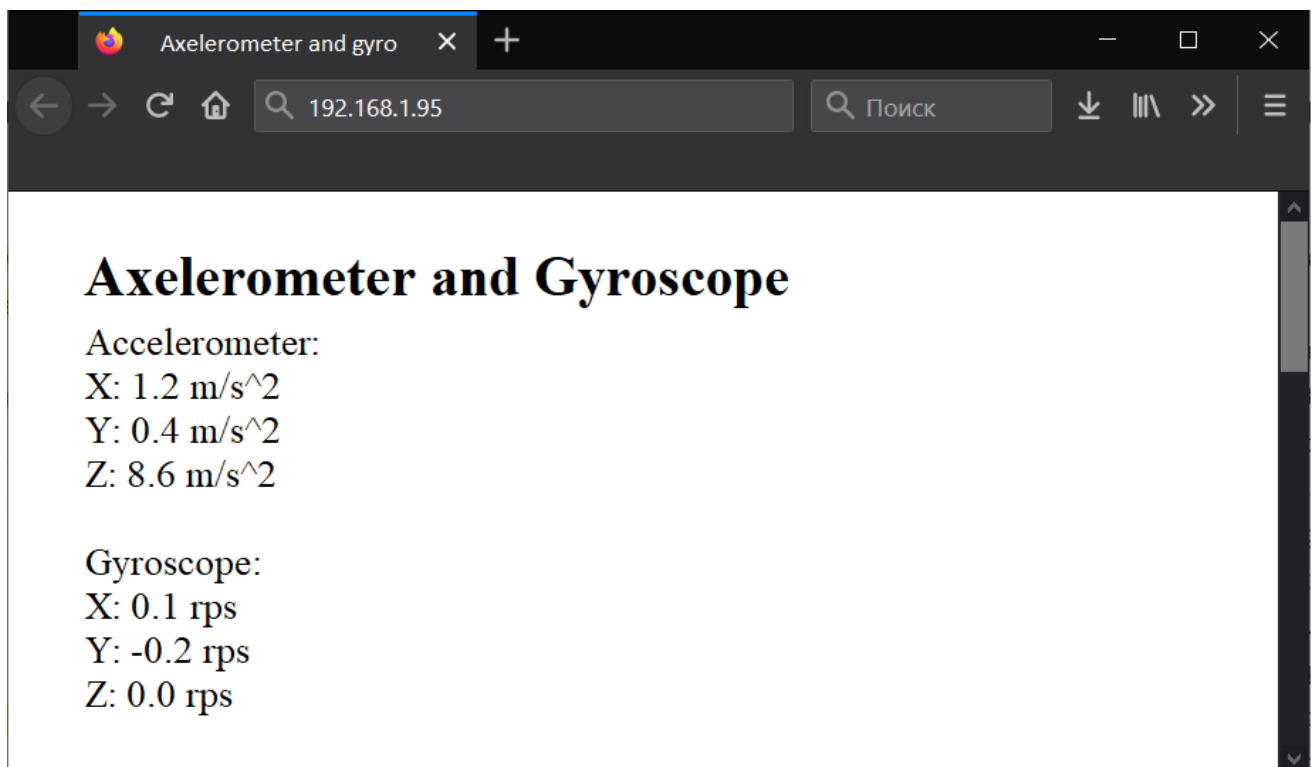 Axelerometer and gyro
192.168.1.95
Поиск
Axelerometer and Gyroscope
Accelerometer:
X: 1.2 m/s^2
Y: 0.4 m/s^2
Z: 8.6 m/s^2
Gyroscope:
X: 0.1 rps
Y: -0.2 rps
Z: 0.0 rps